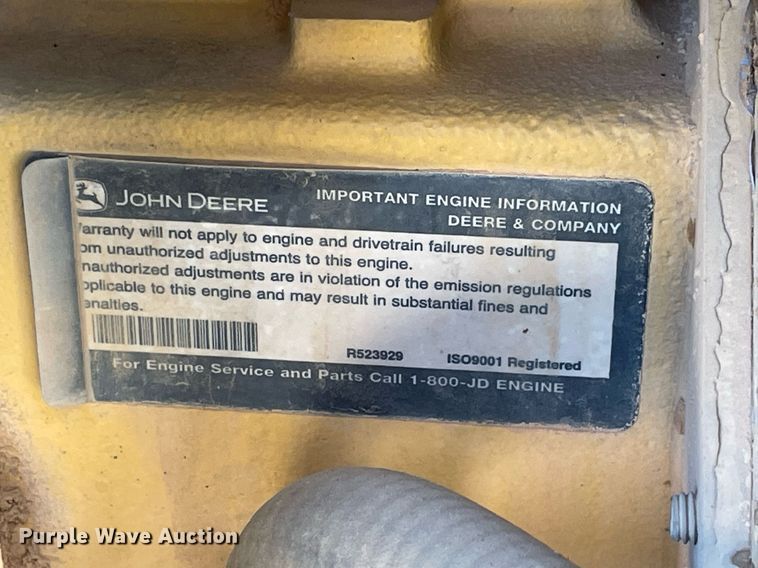 JOHN DEERE
IMPORTANT ENGINE INFORMATION
DEERE & COMPANY
arranty will not apply to engine and drivetrain failures resulting
om unauthorized adjustments to this engine.
nauthorized adjustments are in violation of the emission regulations
pplicable to this engine and may result in substantial fines and
enalties.
R523929 ISO9001 Registered
For Engine Service and Parts Call 1-800-JD ENGINE
Purple Wave Auction